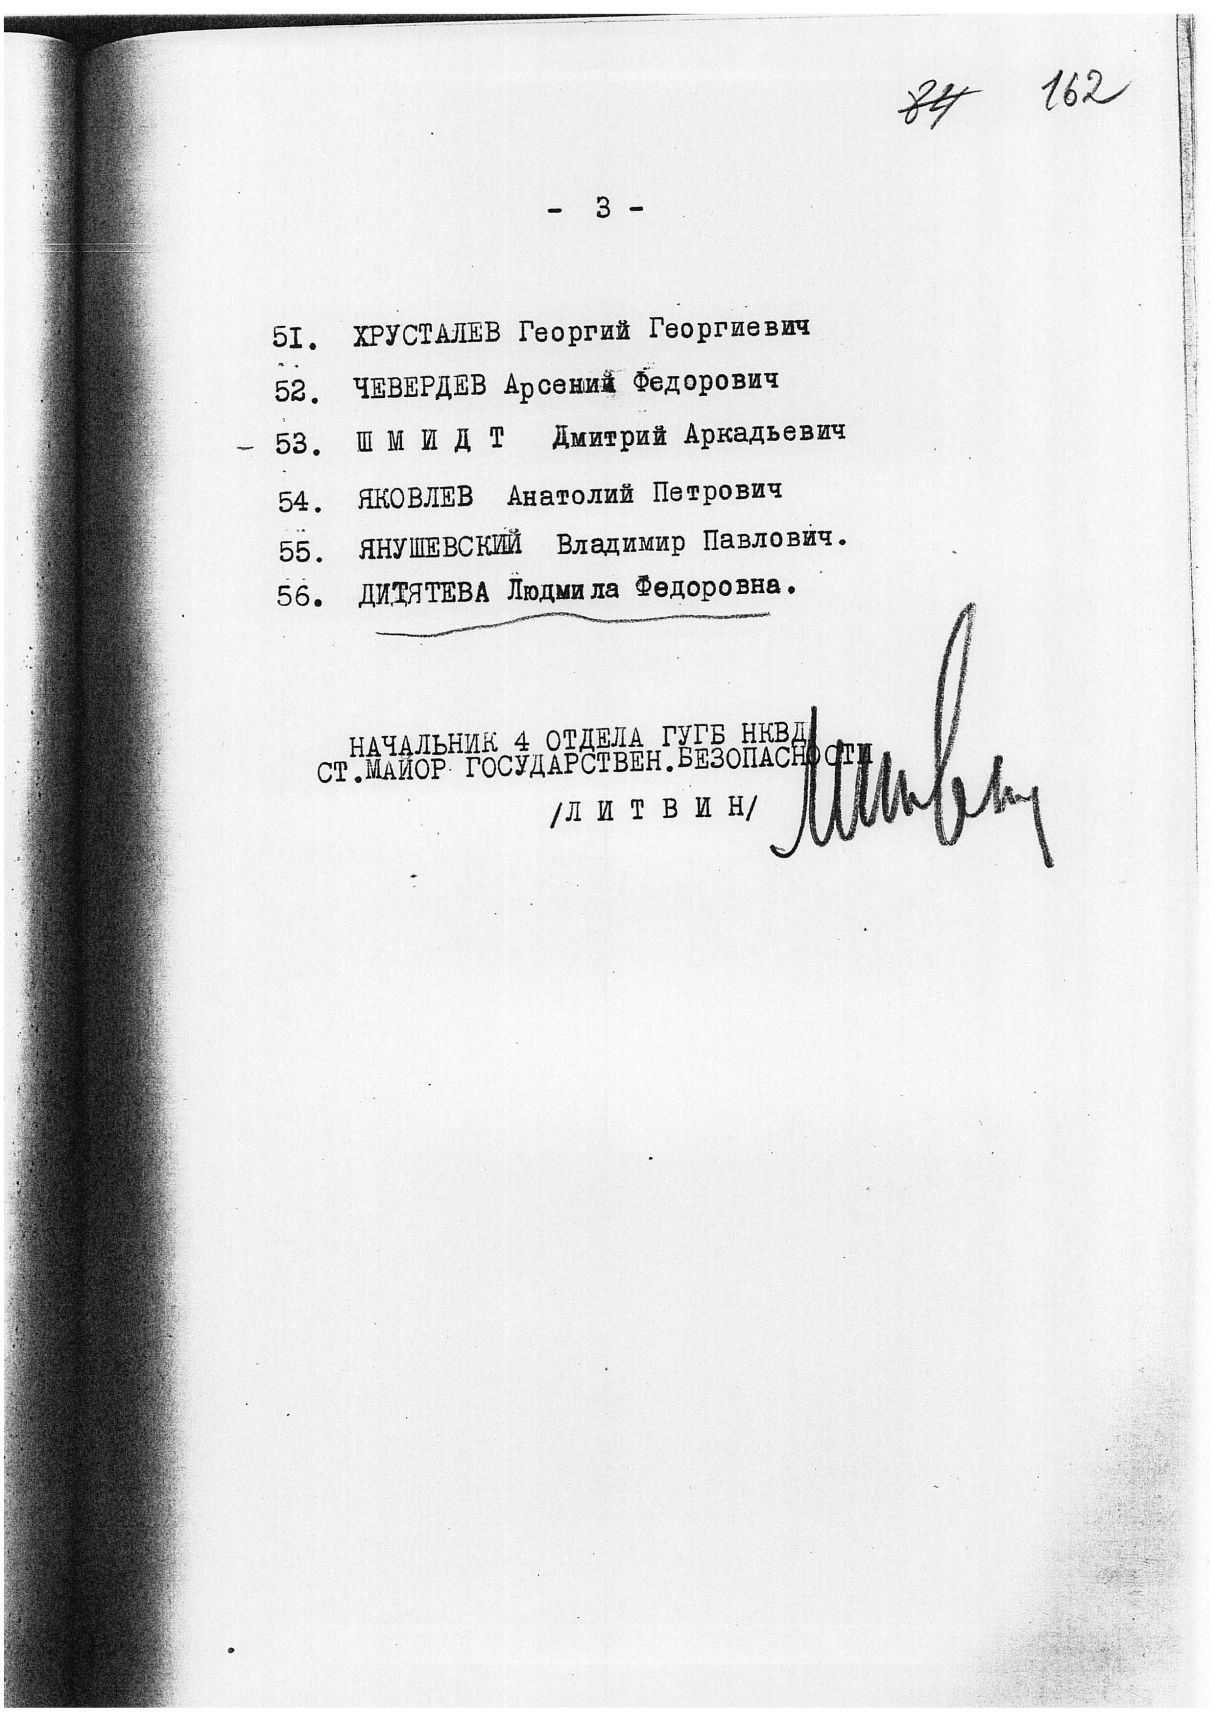 84 162
- 3 -
5I. ХРУСТАЛЕВ Георгий Георгиевич
52. ЧЕВЕРДЕВ Арсений Федорович
- 53. Ш М И Д Т Дмитрий Аркадьевич
54. ЯКОВЛЕВ Анатолий Петрович
55. ЯНУШЕВСКИЙ Владимир Павлович.
56. ДИТЯТЕВА Людмила Федоровна.
НАЧАЛЬНИК 4 ОТДЕЛА ГУГБ НКВД
СТ.МАЙОР ГОСУДАРСТВЕН.БЕЗОПАСНОСТИ
/Л И Т В И Н/ Литвин